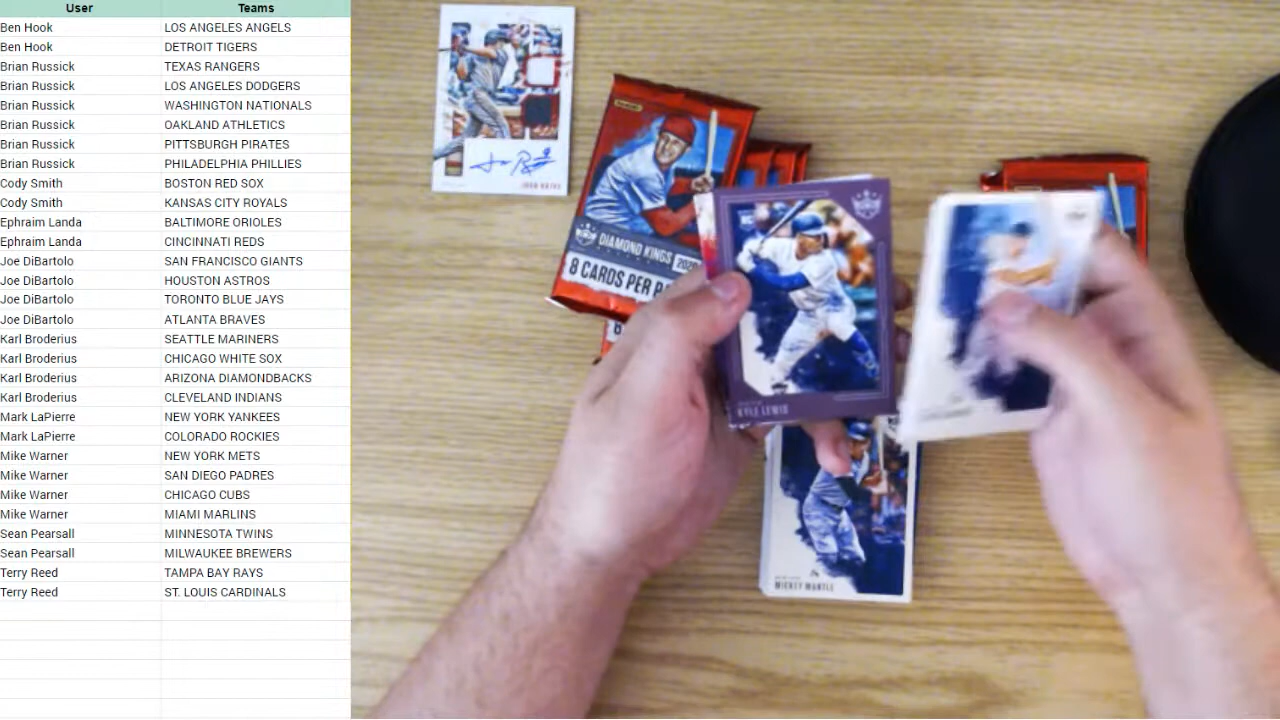 User Teams
Ben Hook LOS ANGELES ANGELS
Ben Hook DETROIT TIGERS
Brian Russick TEXAS RANGERS
Brian Russick LOS ANGELES DODGERS
Brian Russick WASHINGTON NATIONALS
Brian Russick OAKLAND ATHLETICS
Brian Russick PITTSBURGH PIRATES
Brian Russick PHILADELPHIA PHILLIES
Cody Smith BOSTON RED SOX
Cody Smith KANSAS CITY ROYALS
Ephraim Landa BALTIMORE ORIOLES
Ephraim Landa CINCINNATI REDS
Joe DiBartolo SAN FRANCISCO GIANTS
Joe DiBartolo HOUSTON ASTROS
Joe DiBartolo TORONTO BLUE JAYS
Joe DiBartolo ATLANTA BRAVES
Karl Broderius SEATTLE MARINERS
Karl Broderius CHICAGO WHITE SOX
Karl Broderius ARIZONA DIAMONDBACKS
Karl Broderius CLEVELAND INDIANS
Mark LaPierre NEW YORK YANKEES
Mark LaPierre COLORADO ROCKIES
Mike Warner NEW YORK METS
Mike Warner SAN DIEGO PADRES
Mike Warner CHICAGO CUBS
Mike Warner MIAMI MARLINS
Sean Pearsall MINNESOTA TWINS
Sean Pearsall MILWAUKEE BREWERS
Terry Reed TAMPA BAY RAYS
Terry Reed ST. LOUIS CARDINALS
DIAMOND KINGS 2020
8 CARDS PER
KYLE LEWIS
MICKEY MANTLE